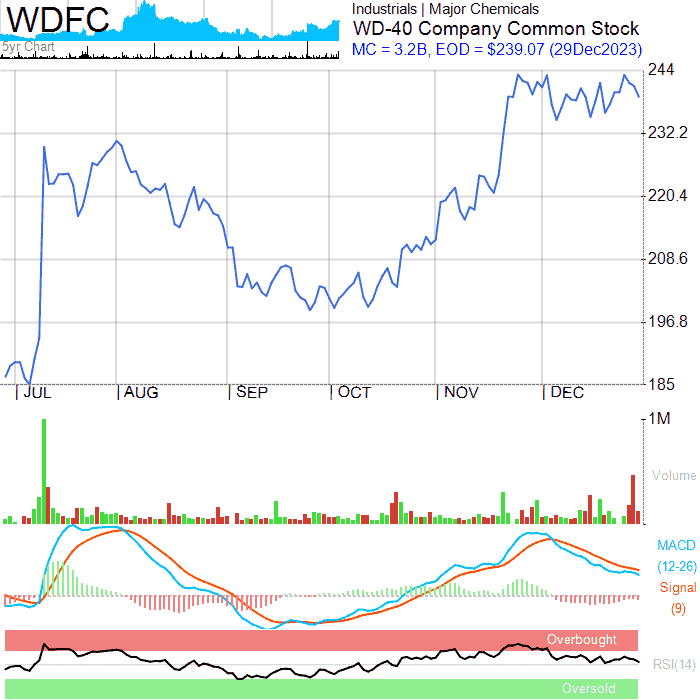 WDFC
5yr Chart
Industrials | Major Chemicals
WD-40 Company Common Stock
MC = 3.2B, EOD = $239.07 (29Dec2023)
244
232.2
220.4
208.6
196.8
185
|JUL |AUG |SEP |OCT |NOV |DEC
1M
Volume
MACD
(12-26)
Signal
(9)
Overbought
RSI(14)
Oversold